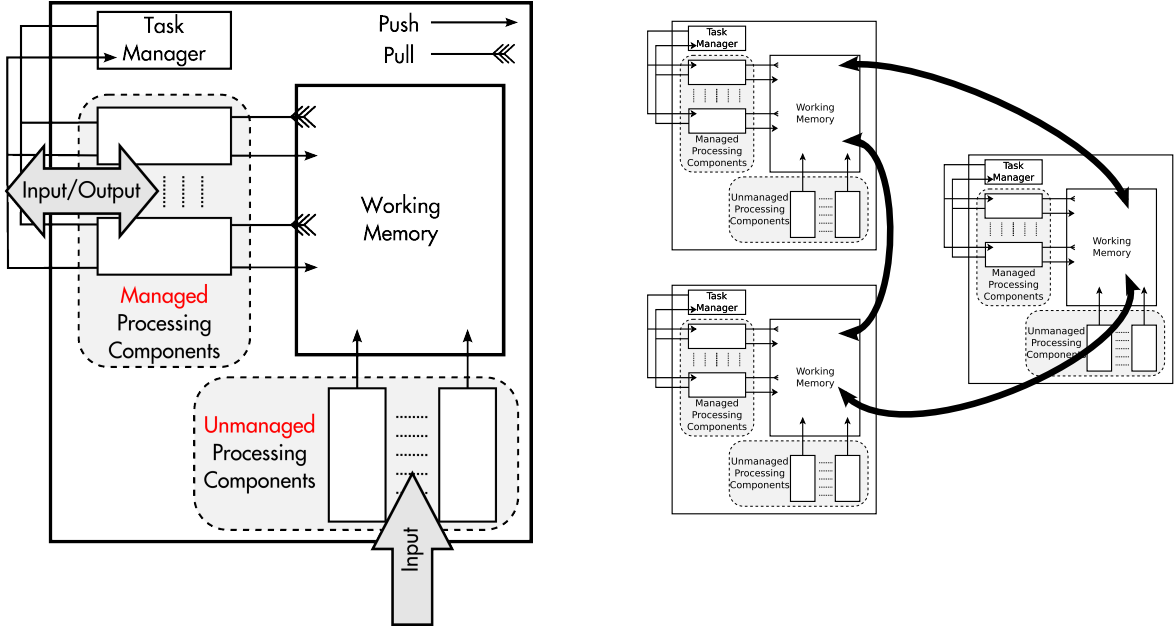 Task
Manager
Push
Pull
Input/Output
Working
Memory
Managed
Processing
Components
Unmanaged
Processing
Components
Input
Task
Manager
Working
Memory
Managed
Processing
Components
Unmanaged
Processing
Components
Task
Manager
Working
Memory
Managed
Processing
Components
Unmanaged
Processing
Components
Task
Manager
Working
Memory
Managed
Processing
Components
Unmanaged
Processing
Components